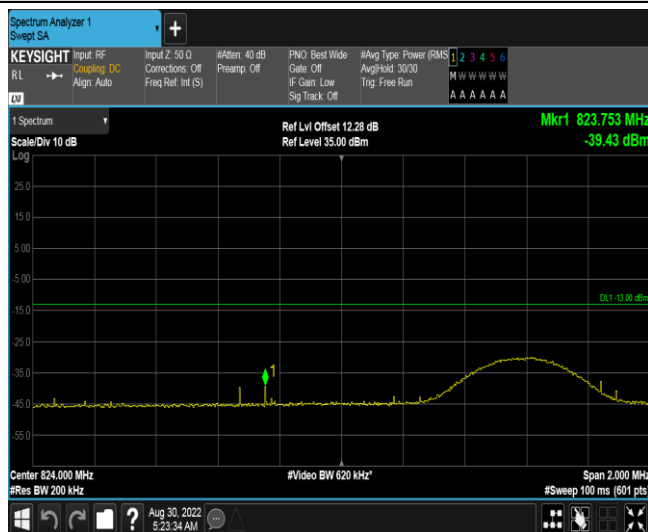 Spectrum Analyzer 1
Swept SA
KEYSIGHT
RL
Input: RF
Coupling: DC
Align: Auto
Input Z: 50 Ω
Corrections: Off
Freq Ref: Int (S)
#Atten: 40 dB
Preamp: Off
PNO: Best Wide
Gate: Off
IF Gain: Low
Sig Track: Off
#Avg Type: Power (RMS
Avg|Hold: 30/30
Trig: Free Run
1 2 3 4 5 6
M W W W W W
A A A A A A
LXI
1 Spectrum
Scale/Div 10 dB
Ref Lvl Offset 12.28 dB
Ref Level 35.00 dBm
Mkr1 823.753 MHz
-39.43 dBm
Log
25.0
15.0
5.00
-5.00
DL1 -13.00 dBm
-15.0
-25.0
1
-35.0
-45.0
-55.0
Center 824.000 MHz
#Res BW 200 kHz
#Video BW 620 kHz*
Span 2.000 MHz
#Sweep 100 ms (601 pts)
?
Aug 30, 2022
5:23:34 AM